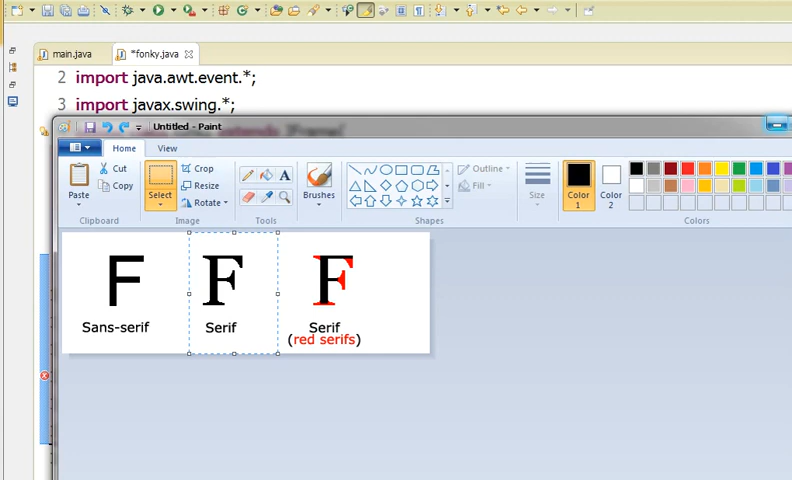 main.java
*fonky.java
2 import java.awt.event.*;
3 import javax.swing.*;
Untitled - Paint
Home
View
Paste
Cut
Copy
Clipboard
Select
Crop
Resize
Rotate
Image
A
Tools
Brushes
Outline
Fill
Shapes
Size
Color
1
Color
2
Colors
F
F
F
Sans-serif
Serif
Serif
(red serifs)